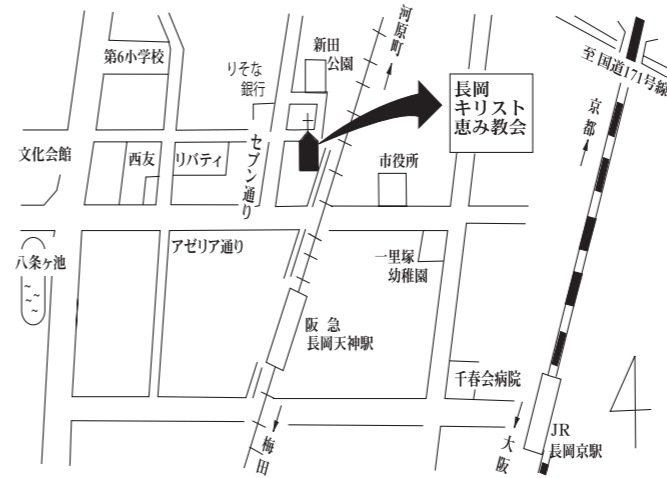 第6小学校
りそな
銀行
新田
公園
河原町
長岡
キリスト
恵み教会
至 国道171号線
京都
文化会館
西友
リバティ
セブン通り
市役所
八条ヶ池
アゼリア通り
一里塚
幼稚園
阪 急
長岡天神駅
千春会病院
梅田
大阪
JR
長岡京駅